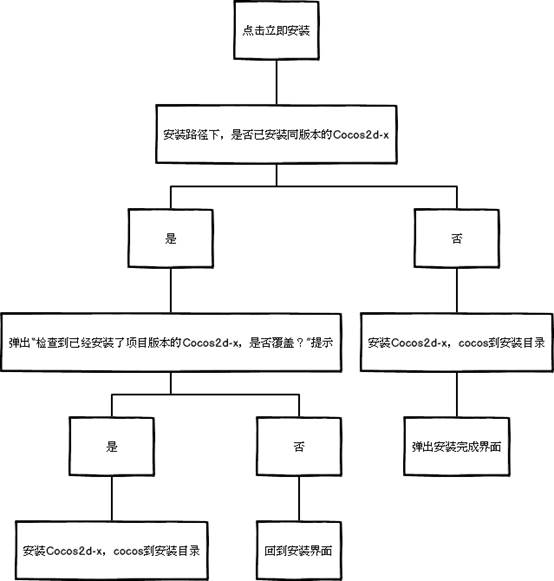 点击立即安装
安装路径下，是否已安装同版本的Cocos2d-x
是
否
弹出"检查到已经安装了项目版本的Cocos2d-x，是否覆盖？"提示
安装Cocos2d-x，cocos到安装目录
是
否
弹出安装完成界面
安装Cocos2d-x，cocos到安装目录
回到安装界面